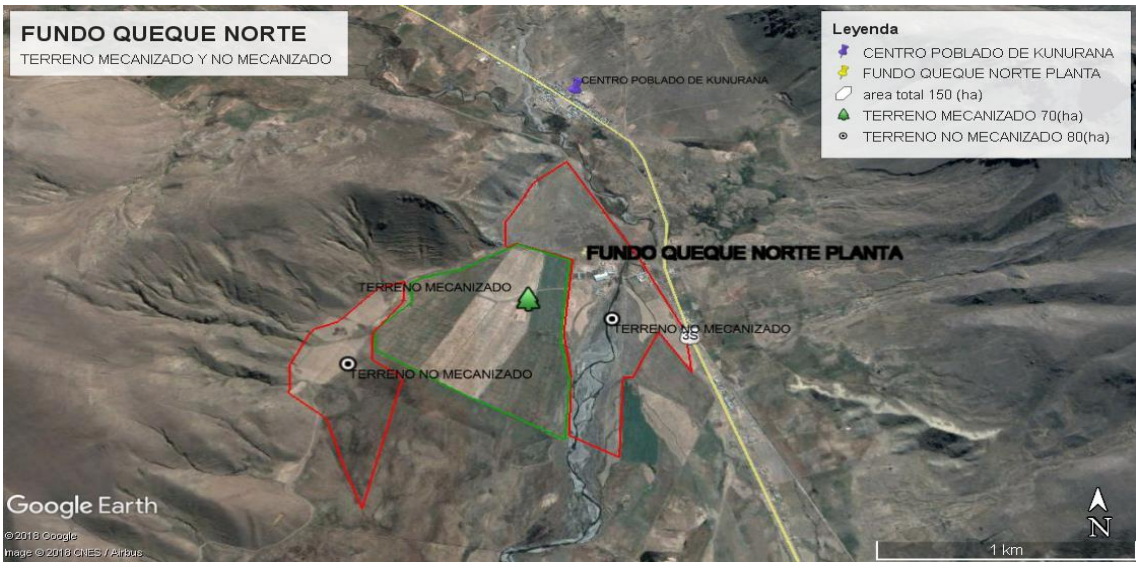 FUNDO QUEQUE NORTE
TERRENO MECANIZADO Y NO MECANIZADO
Leyenda
CENTRO POBLADO DE KUNURANA
FUNDO QUEQUE NORTE PLANTA
area total 150 (ha)
TERRENO MECANIZADO 70(ha)
TERRENO NO MECANIZADO 80(ha)
CENTRO POBLADO DE KUNURANA
FUNDO QUEQUE NORTE PLANTA
TERRENO MECANIZADO
TERRENO NO MECANIZADO
3S
TERRENO NO MECANIZADO
Google Earth
©2018 Google
Image © 2018 CNES / Airbus
N
1 km